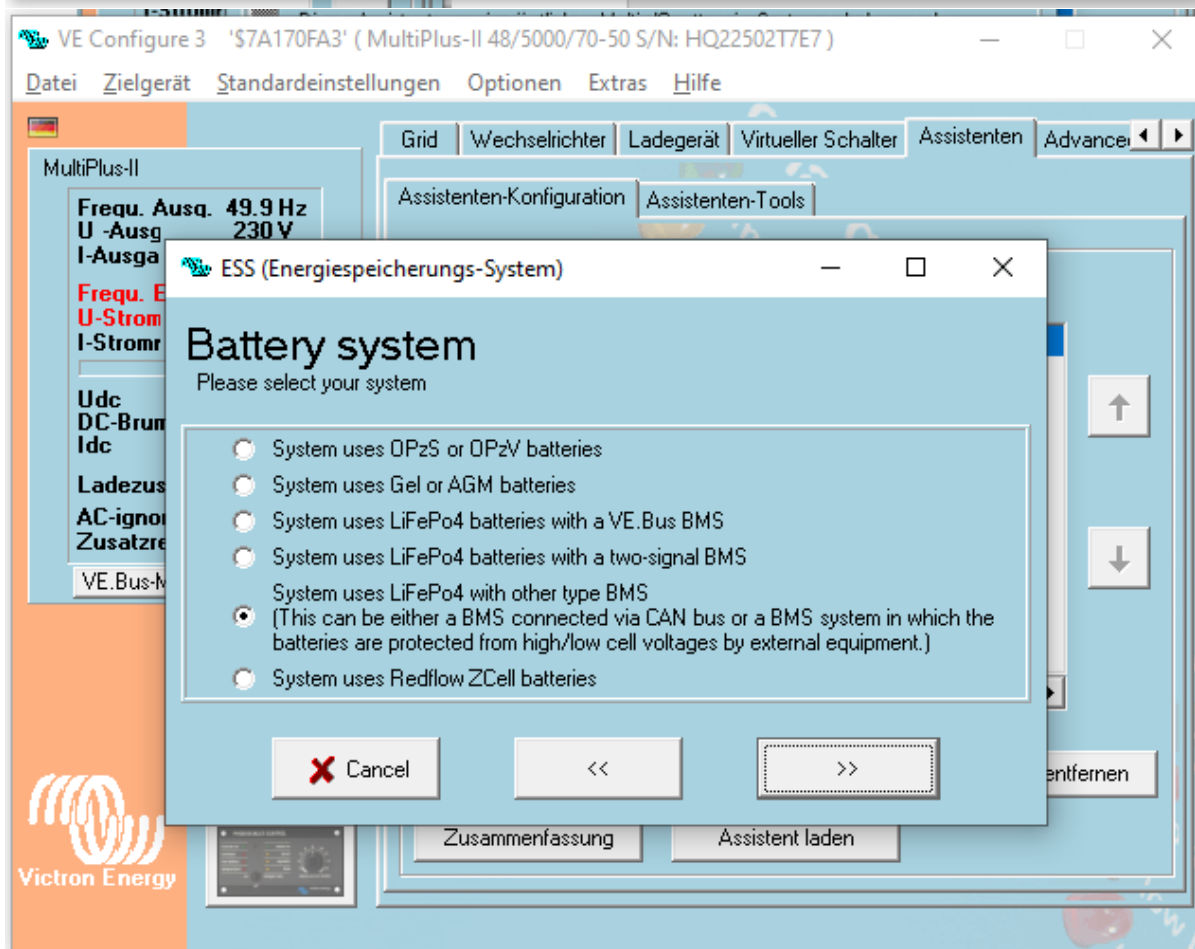 VE Configure 3 '$7A170FA3' ( MultiPlus-II 48/5000/70-50 S/N: HQ22502T7E7 )
Datei Zielgerät Standardeinstellungen Optionen Extras Hilfe
Grid Wechselrichter Ladegerät Virtueller Schalter Assistenten Advance
MultiPlus-II
Assistenten-Konfiguration Assistenten-Tools
Frequ. Ausg. 49.9 Hz
U -Ausg 230 V
I-Ausga
Frequ. E
U-Strom
I-Stromr
Udc
DC-Brum
Idc
Ladezus
AC-ignor
Zusatzre
VE.Bus-M
ESS (Energiespeicherungs-System)
Battery system
Please select your system
System uses OPzS or OPzV batteries
System uses Gel or AGM batteries
System uses LiFePo4 batteries with a VE.Bus BMS
System uses LiFePo4 batteries with a two-signal BMS
System uses LiFePo4 with other type BMS
(This can be either a BMS connected via CAN bus or a BMS system in which the
batteries are protected from high/low cell voltages by external equipment.)
System uses Redflow ZCell batteries
Cancel << >>
entfernen
Zusammenfassung Assistent laden
Victron Energy